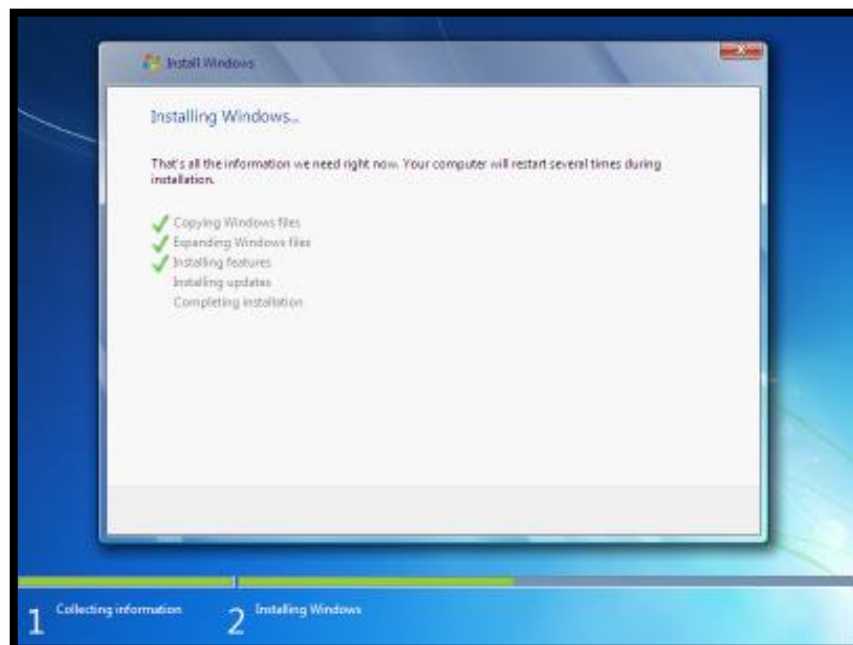 Install Windows
Installing Windows...
That's all the information we need right now. Your computer will restart several times during
installation.
Copying Windows files
Expanding Windows files
Installing features
Installing updates
Completing installation
1 Collecting information 2 Installing Windows